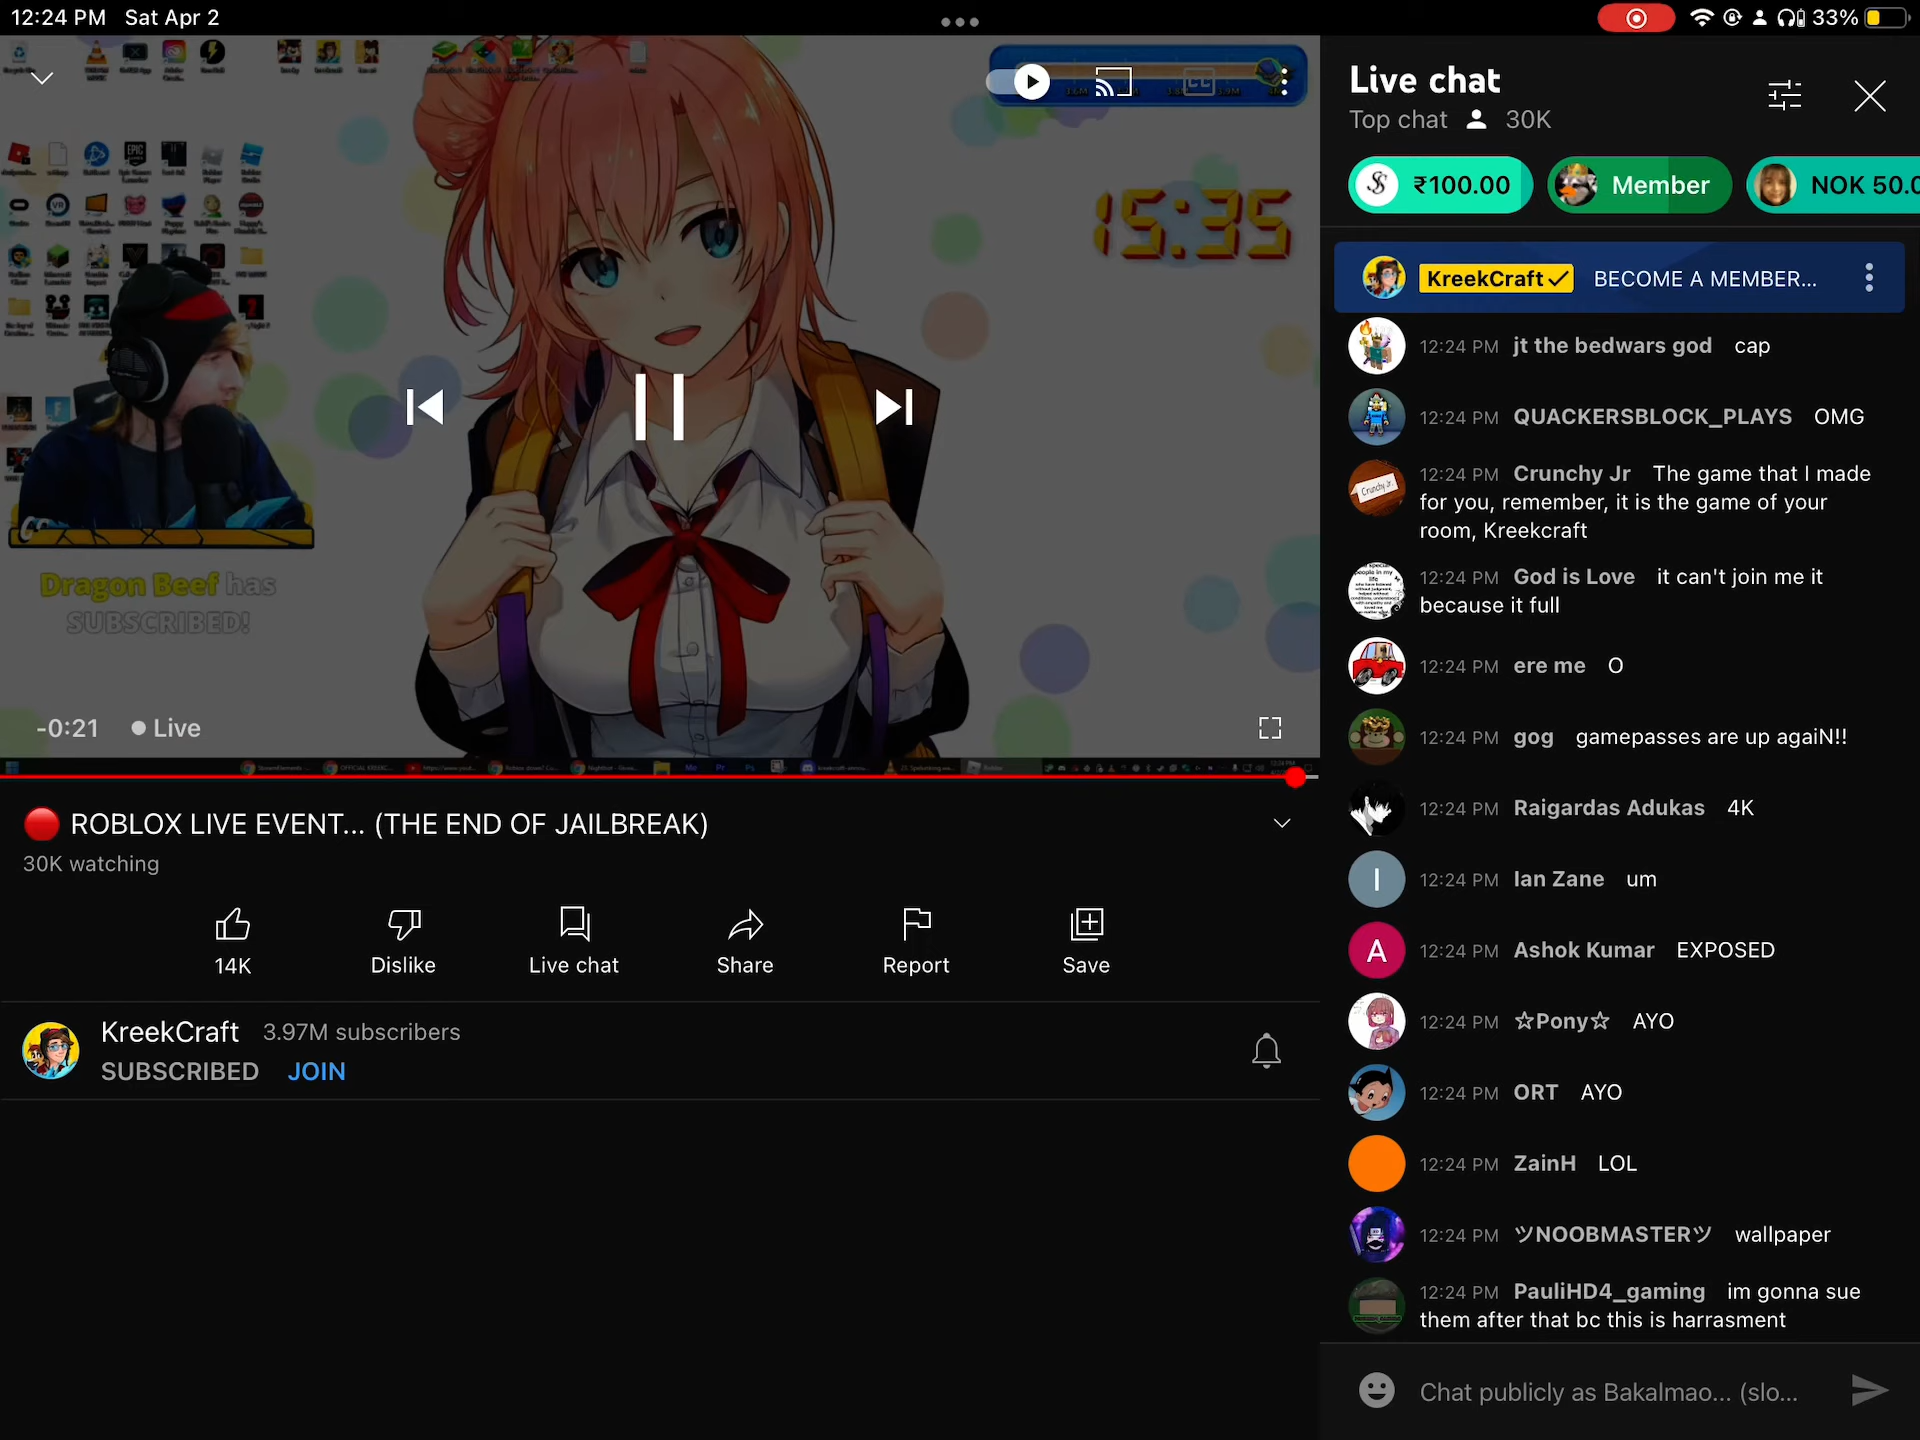 12:24 PM Sat Apr 2
33%
15:35
Dragon Beef has
SUBSCRIBED!
-0:21 Live
ROBLOX LIVE EVENT... (THE END OF JAILBREAK)
30K watching
14K
Dislike
Live chat
Share
Report
Save
KreekCraft 3.97M subscribers
SUBSCRIBED JOIN
Live chat
Top chat 30K
₹100.00
Member
NOK 50.0
KreekCraft BECOME A MEMBER...
12:24 PM jt the bedwars god cap
12:24 PM QUACKERSBLOCK_PLAYS OMG
12:24 PM Crunchy Jr The game that I made
for you, remember, it is the game of your
room, Kreekcraft
12:24 PM God is Love it can't join me it
because it full
12:24 PM ere me O
12:24 PM gog gamepasses are up agaiN!!
12:24 PM Raigardas Adukas 4K
12:24 PM Ian Zane um
12:24 PM Ashok Kumar EXPOSED
12:24 PM ☆Pony☆ AYO
12:24 PM ORT AYO
12:24 PM ZainH LOL
12:24 PM ツNOOBMASTERツ wallpaper
12:24 PM PauliHD4_gaming im gonna sue
them after that bc this is harrasment
Chat publicly as Bakalmao... (slo...